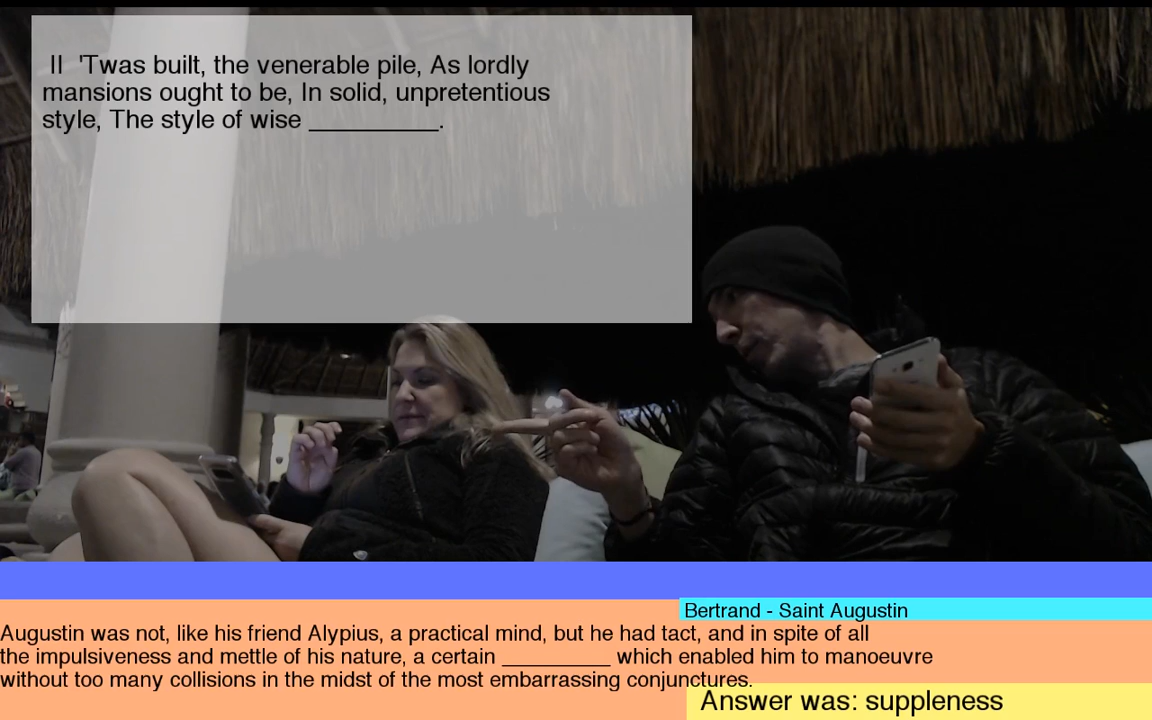 II 'Twas built, the venerable pile, As lordly
mansions ought to be, In solid, unpretentious
style, The style of wise __________.
Bertrand - Saint Augustin
Augustin was not, like his friend Alypius, a practical mind, but he had tact, and in spite of all
the impulsiveness and mettle of his nature, a certain __________ which enabled him to manoeuvre
without too many collisions in the midst of the most embarrassing conjunctures.
Answer was: suppleness